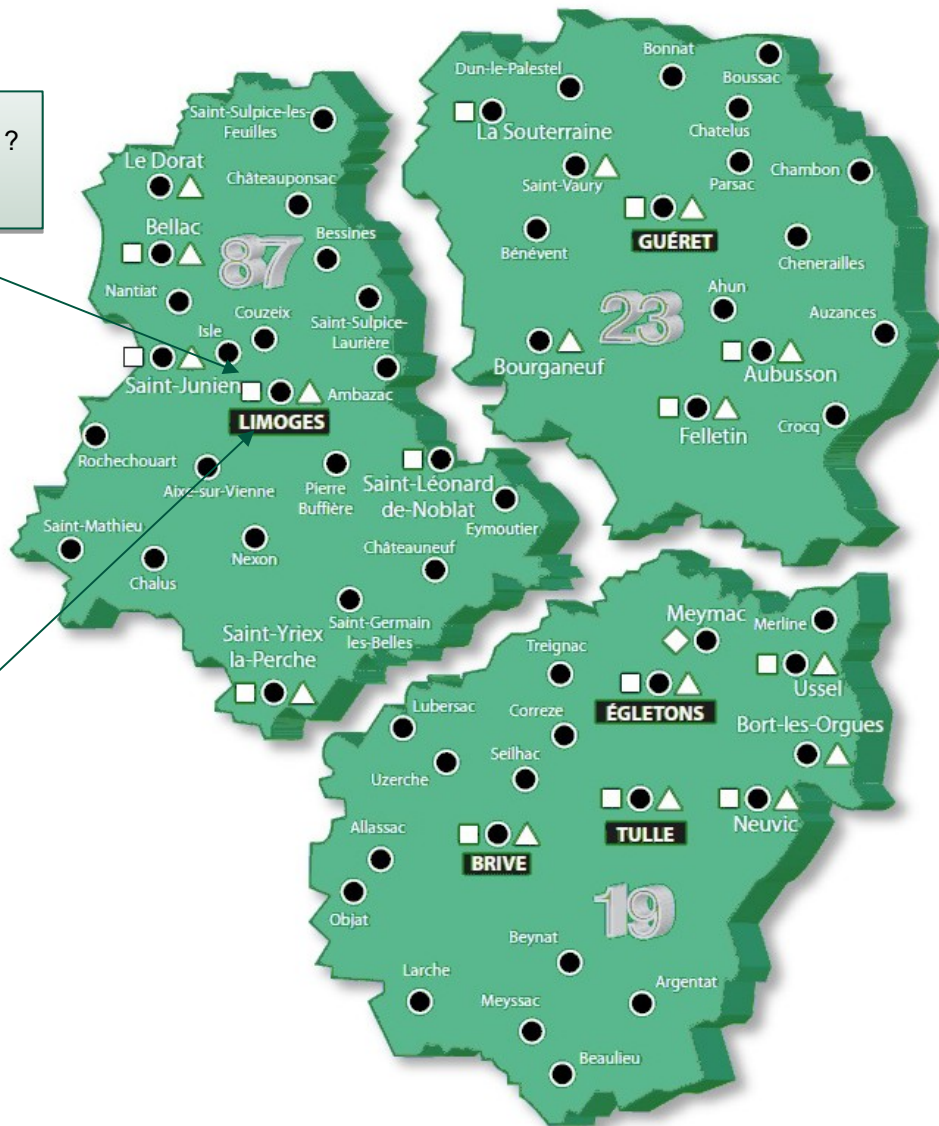 ?
Saint-Sulpice-les-
Feuilles
Le Dorat
Châteauponsac
Bellac
87
Bessines
Nantiat
Couzeix
Isle
Saint-Sulpice-
Laurière
Saint-Junien
Ambazac
LIMOGES
Rochechouart
Aixe-sur-Vienne
Pierre
Buffière
Saint-Léonard
de-Noblat
Eymoutier
Saint-Mathieu
Chalus
Nexon
Châteauneuf
Saint-Germain
les-Belles
Saint-Yriex
la-Perche
Bonnat
Boussac
Dun-le-Palestel
La Souterraine
Chatelus
Saint-Vaury
Parsac
Chambon
GUÉRET
Bénévent
Chenerailles
23
Ahun
Auzances
Bourganeuf
Aubusson
Felletin
Crocq
Meymac
Merline
Treignac
Ussel
ÉGLETONS
Lubersac
Correze
Bort-les-Orgues
Seilhac
Uzerche
Allassac
BRIVE
TULLE
Neuvic
Objat
19
Beynat
Larche
Argentat
Meyssac
Beaulieu